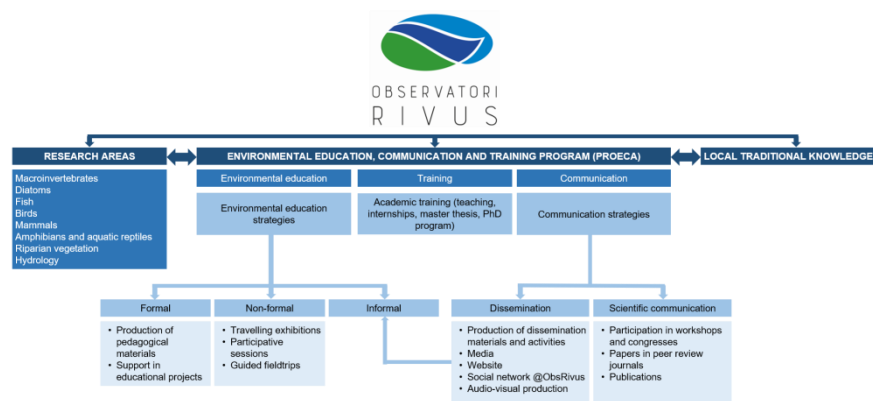 OBSERVATORI
RIVUS
RESEARCH AREAS
ENVIRONMENTAL EDUCATION, COMMUNICATION AND TRAINING PROGRAM (PROECA)
LOCAL TRADITIONAL KNOWLEDGE
Macroinvertebrates
Diatoms
Fish
Birds
Mammals
Amphibians and aquatic reptiles
Riparian vegetation
Hydrology
Environmental education
Training
Communication
Environmental education
strategies
Academic training (teaching,
internships, master thesis, PhD
program)
Communication strategies
Formal
Non-formal
Informal
Dissemination
Scientific communication
• Production of
pedagogical
materials
• Support in
educational projects
• Travelling exhibitions
• Participative
sessions
• Guided fieldtrips
• Production of dissemination
materials and activities
• Media
• Website
• Social network @ObsRivus
• Audio-visual production
• Participation in workshops
and congresses
• Papers in peer review
journals
• Publications